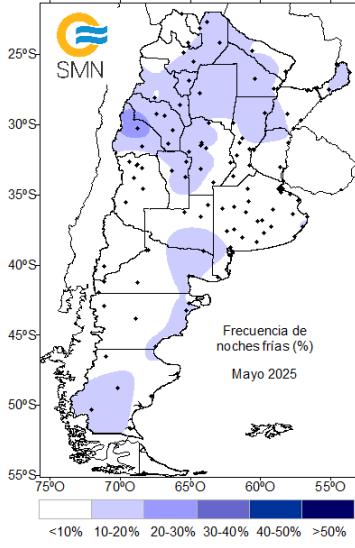 SMN
25°S
30°S
35°S
40°S
45°S
50°S
55°S
Frecuencia de
noches frías (%)
Mayo 2025
75°O 70°O 65°O 60°O 55°O
<10% 10-20% 20-30% 30-40% 40-50% >50%